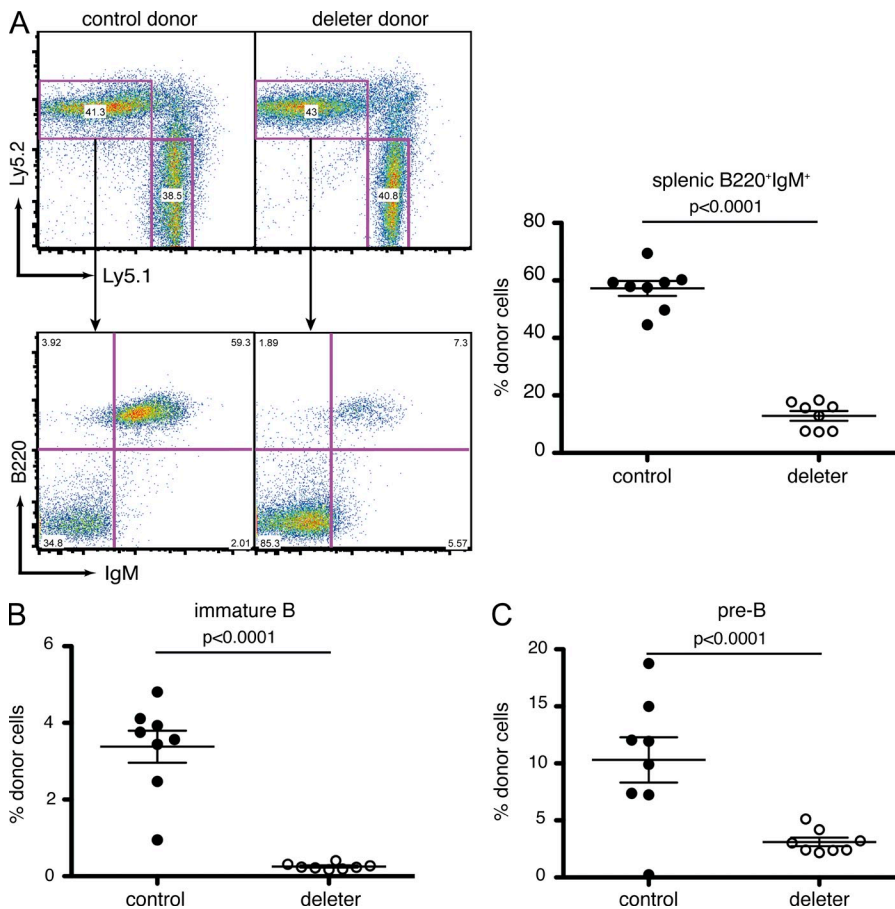 A
control donor
deleter donor
41.3
38.5
43
40.8
Ly5.2
Ly5.1
3.92
59.3
34.8
2.01
1.89
7.3
85.3
5.57
B220
IgM
splenic B220⁺IgM⁺
p<0.0001
80
60
40
20
0
% donor cells
control
deleter
B
immature B
p<0.0001
6
4
2
0
% donor cells
control
deleter
C
pre-B
p<0.0001
20
15
10
5
0
% donor cells
control
deleter